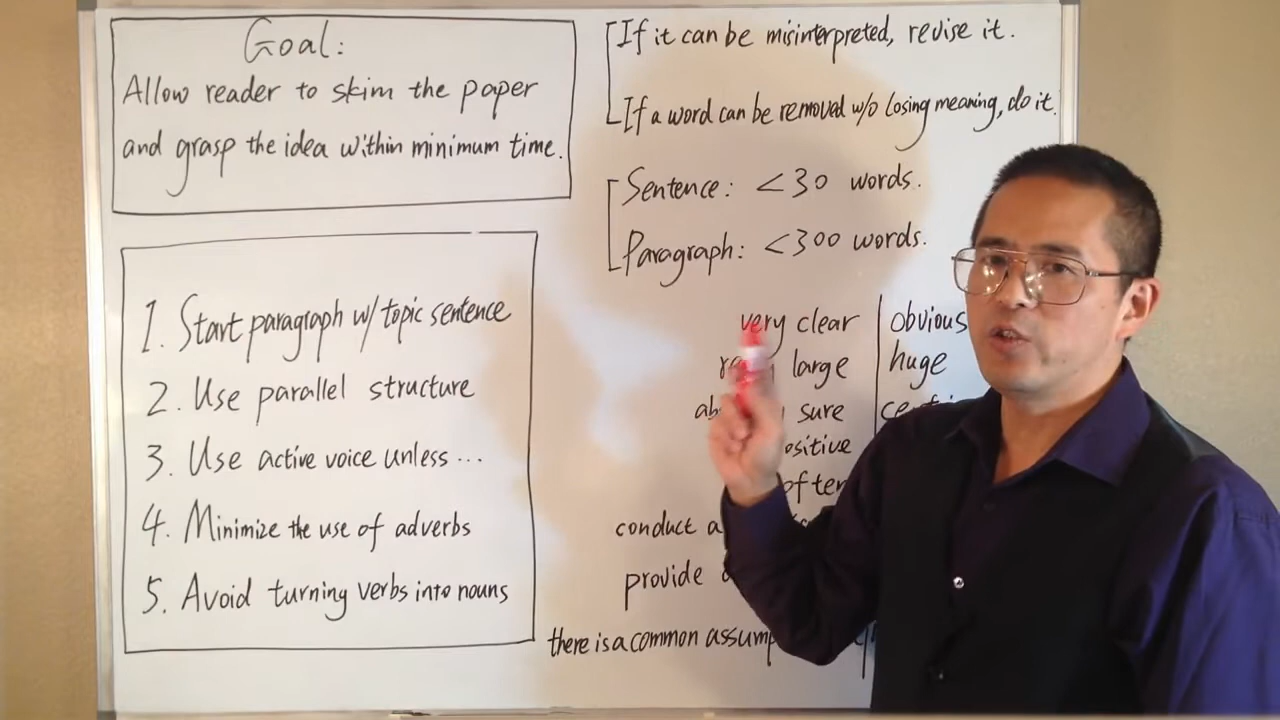 Goal:
Allow reader to skim the paper
and grasp the idea within minimum time.
1. Start paragraph w/ topic sentence
2. Use parallel structure
3. Use active voice unless ...
4. Minimize the use of adverbs
5. Avoid turning verbs into nouns
If it can be misinterpreted, revise it.
If a word can be removed w/o losing meaning, do it.
Sentence: <30 words.
Paragraph: <300 words.
very clear obvious
large huge
sure
often
conduct a
provide
there is a common